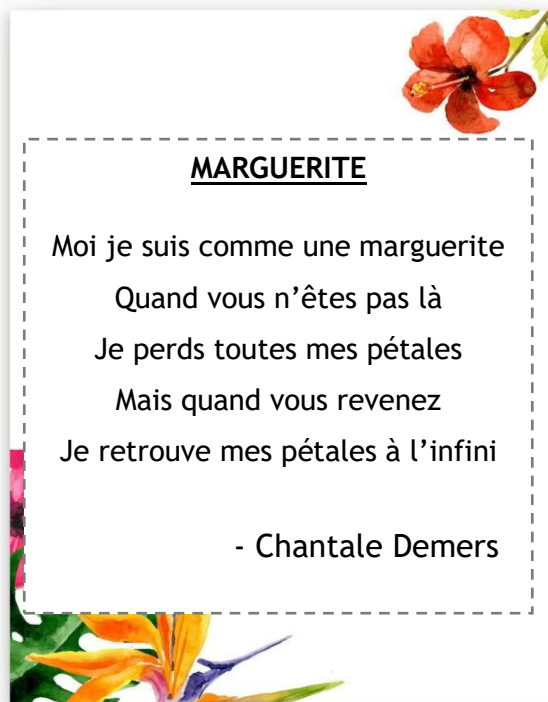 MARGUERITE
Moi je suis comme une marguerite
Quand vous n’êtes pas là
Je perds toutes mes pétales
Mais quand vous revenez
Je retrouve mes pétales à l’infini
- Chantale Demers